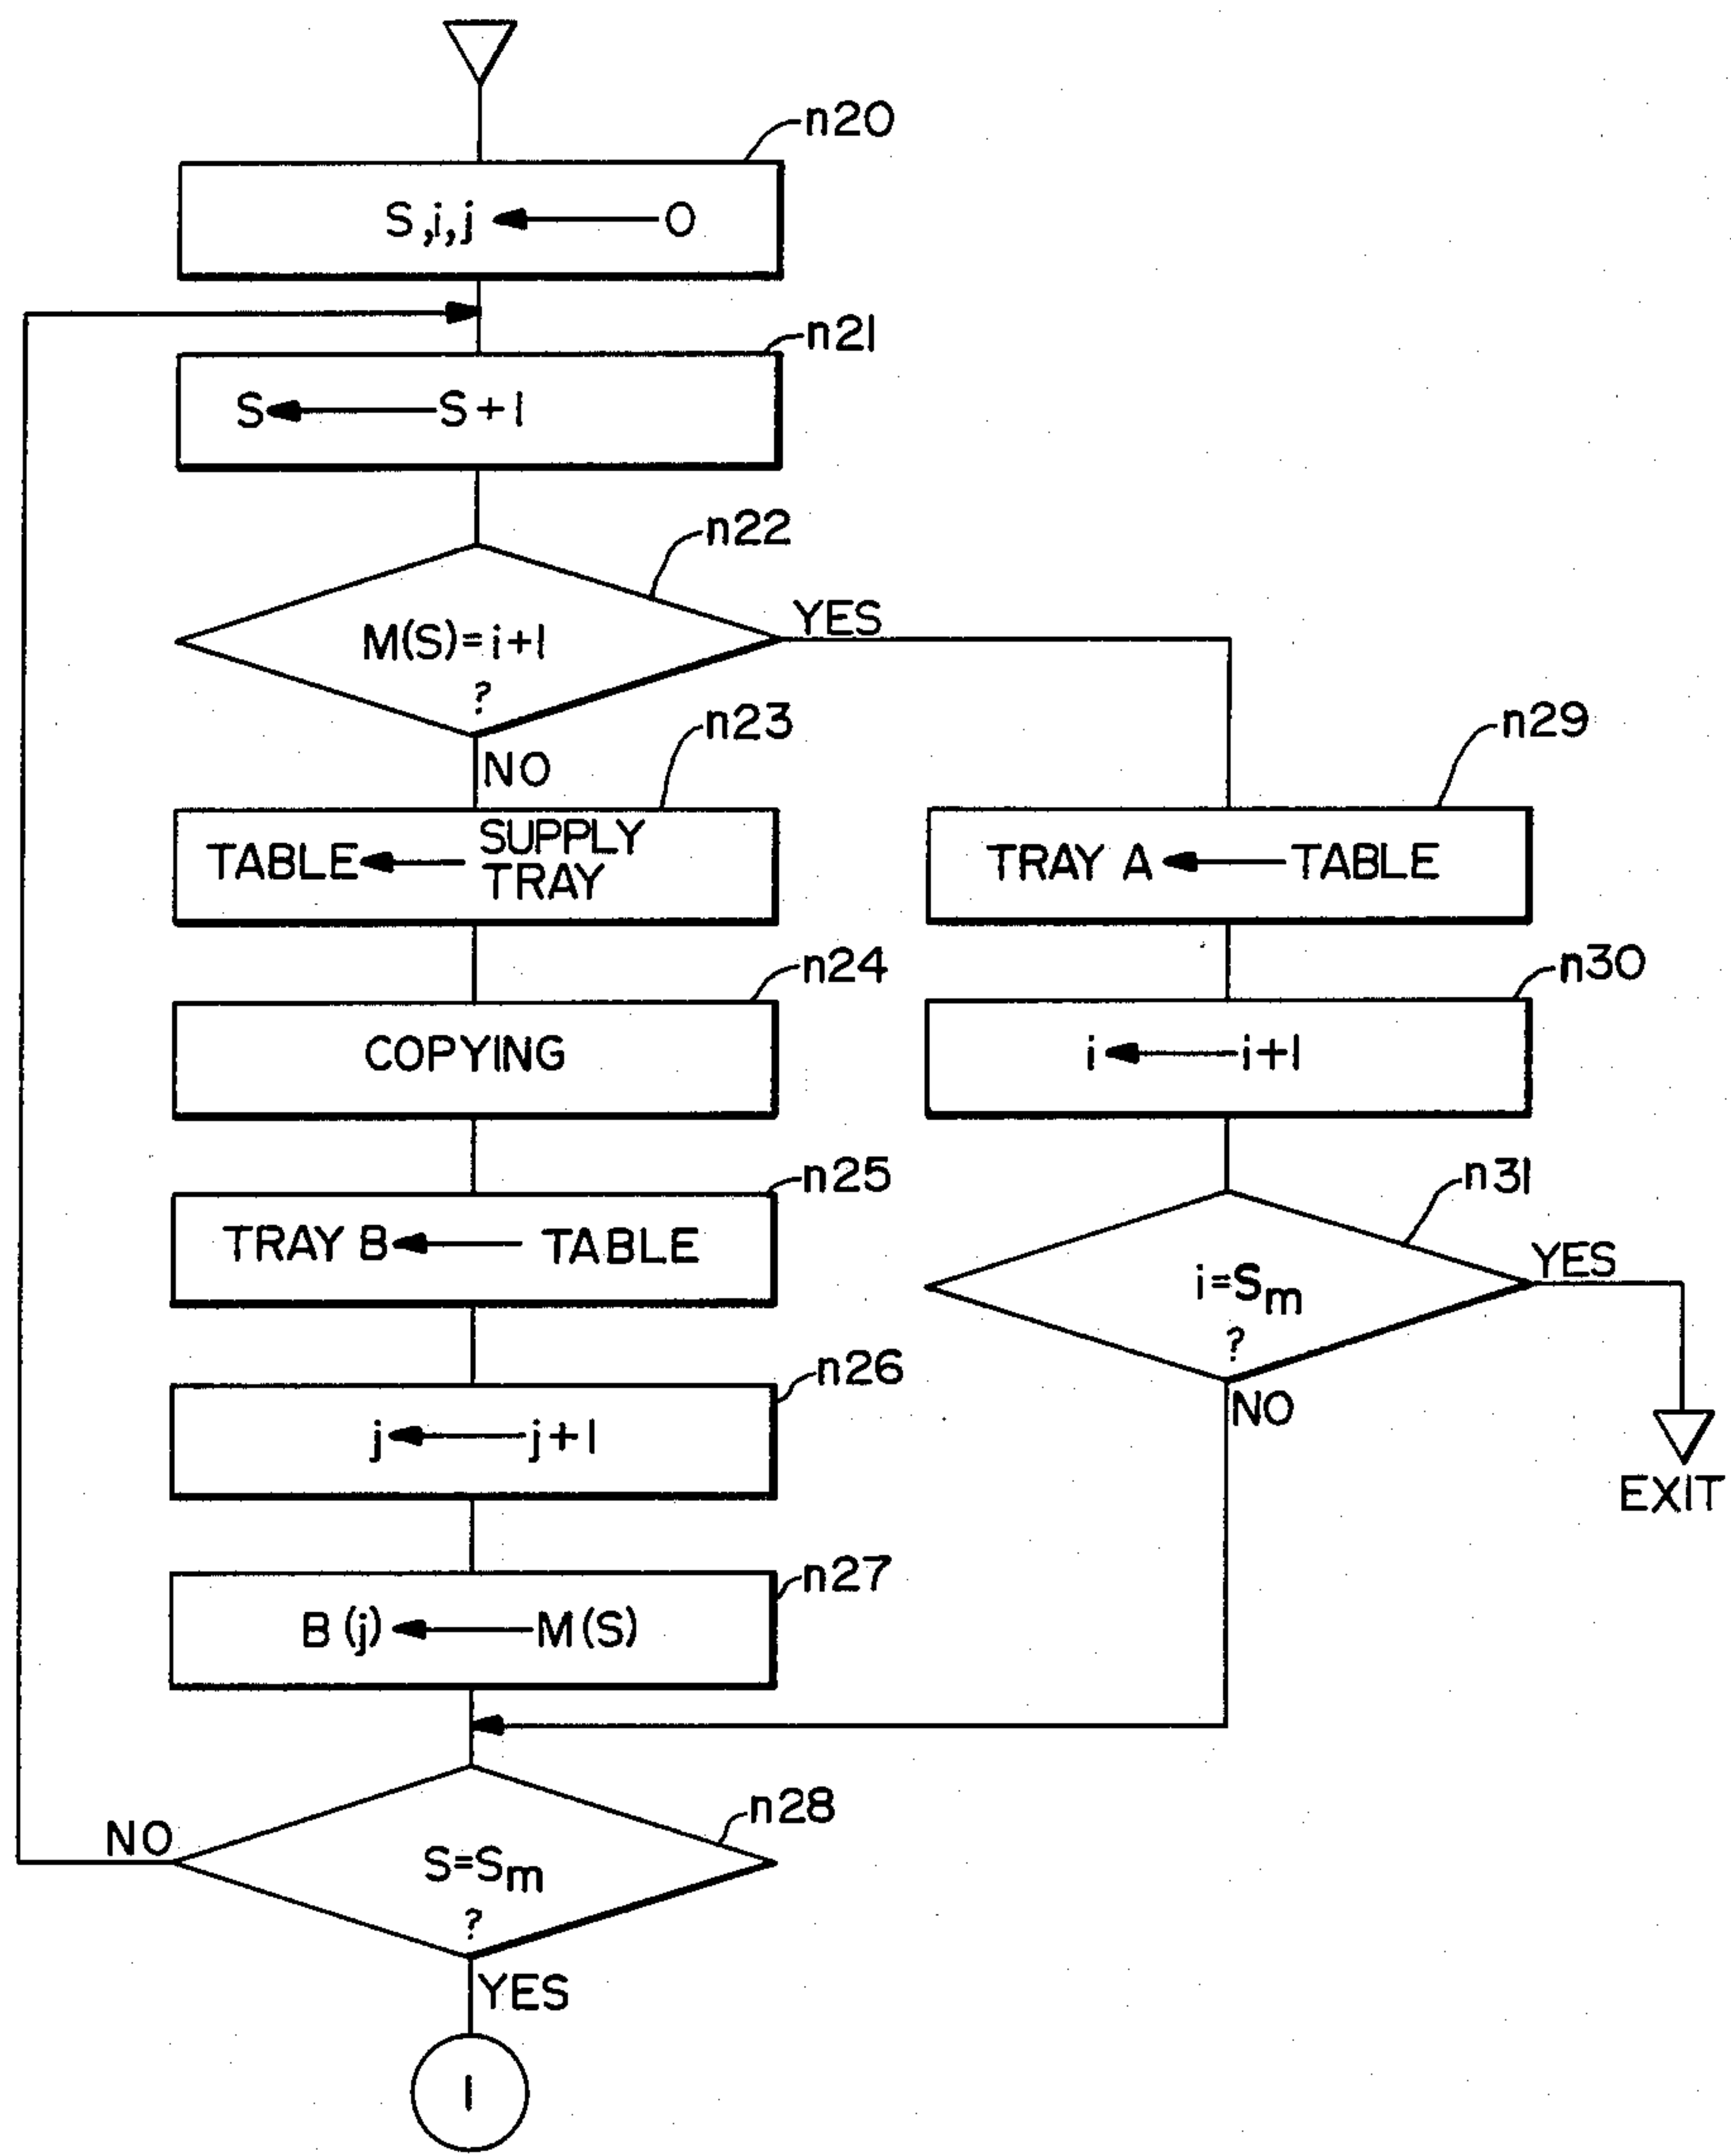 n20
S,i,j ← 0
n21
S ← S+1
n22
M(S)=i+1
?
YES
NO
n23
TABLE ← SUPPLY TRAY
n29
TRAY A ← TABLE
n24
COPYING
n30
i ← i+1
n25
TRAY B ← TABLE
n31
i=Sm
?
YES
NO
EXIT
n26
j ← j+1
n27
B(j) ← M(S)
n28
S=Sm
?
NO
YES
1